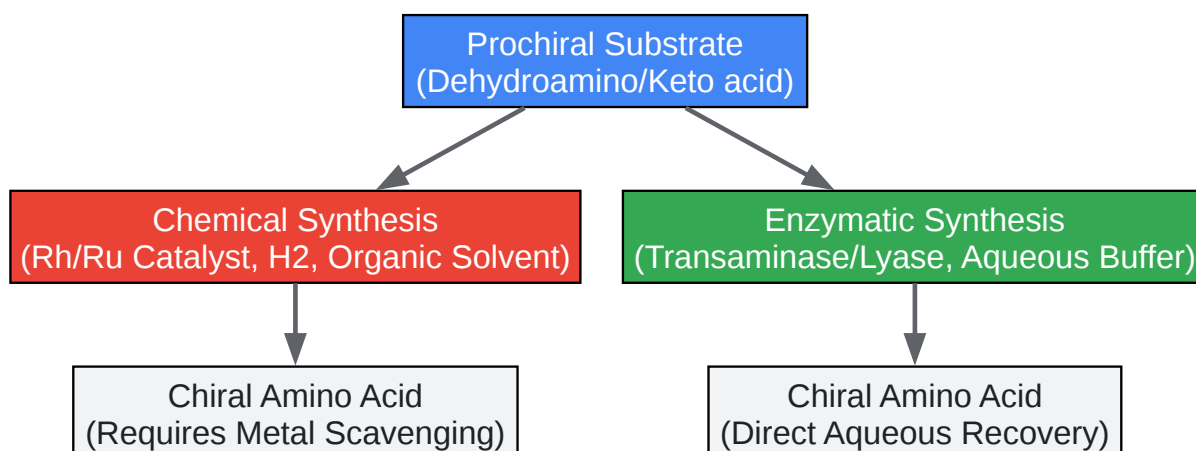 Prochiral Substrate
(Dehydroamino/Keto acid)
Chemical Synthesis
(Rh/Ru Catalyst, H2, Organic Solvent)
Enzymatic Synthesis
(Transaminase/Lyase, Aqueous Buffer)
Chiral Amino Acid
(Requires Metal Scavenging)
Chiral Amino Acid
(Direct Aqueous Recovery)